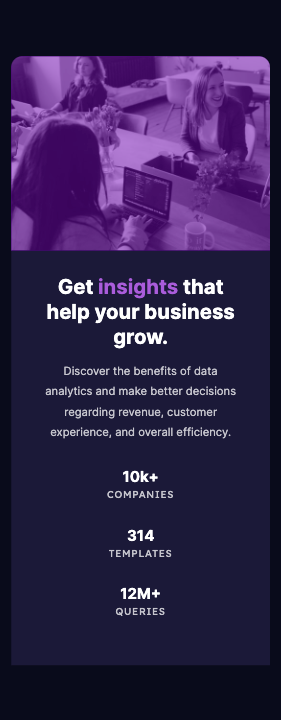 Get insights that
help your business
grow.
Discover the benefits of data
analytics and make better decisions
regarding revenue, customer
experience, and overall efficiency.
10k+
COMPANIES
314
TEMPLATES
12M+
QUERIES